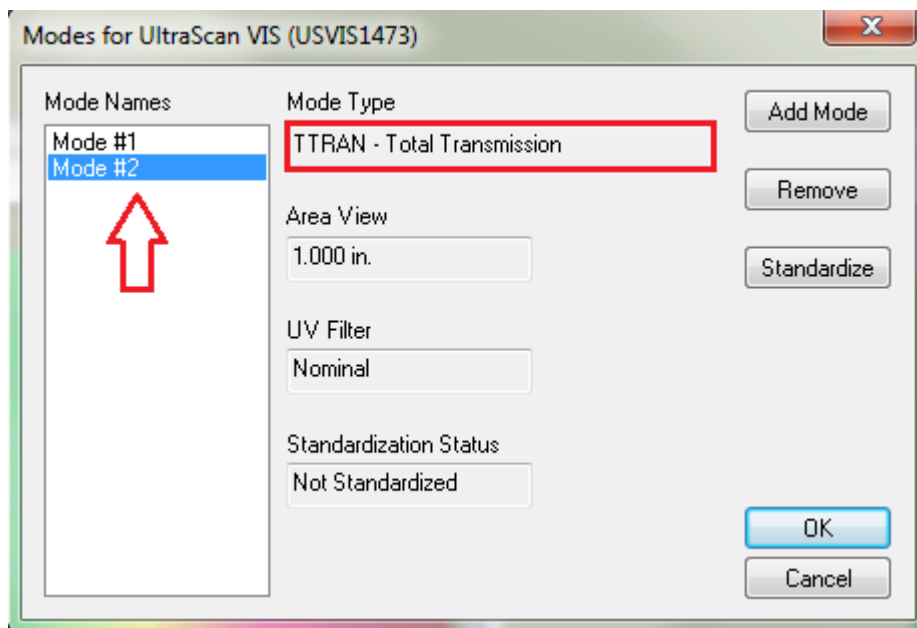 Modes for UltraScan VIS (USVIS1473)
Mode Names
Mode #1
Mode #2
Mode Type
TTRAN - Total Transmission
Area View
1.000 in.
UV Filter
Nominal
Standardization Status
Not Standardized
Add Mode
Remove
Standardize
OK
Cancel